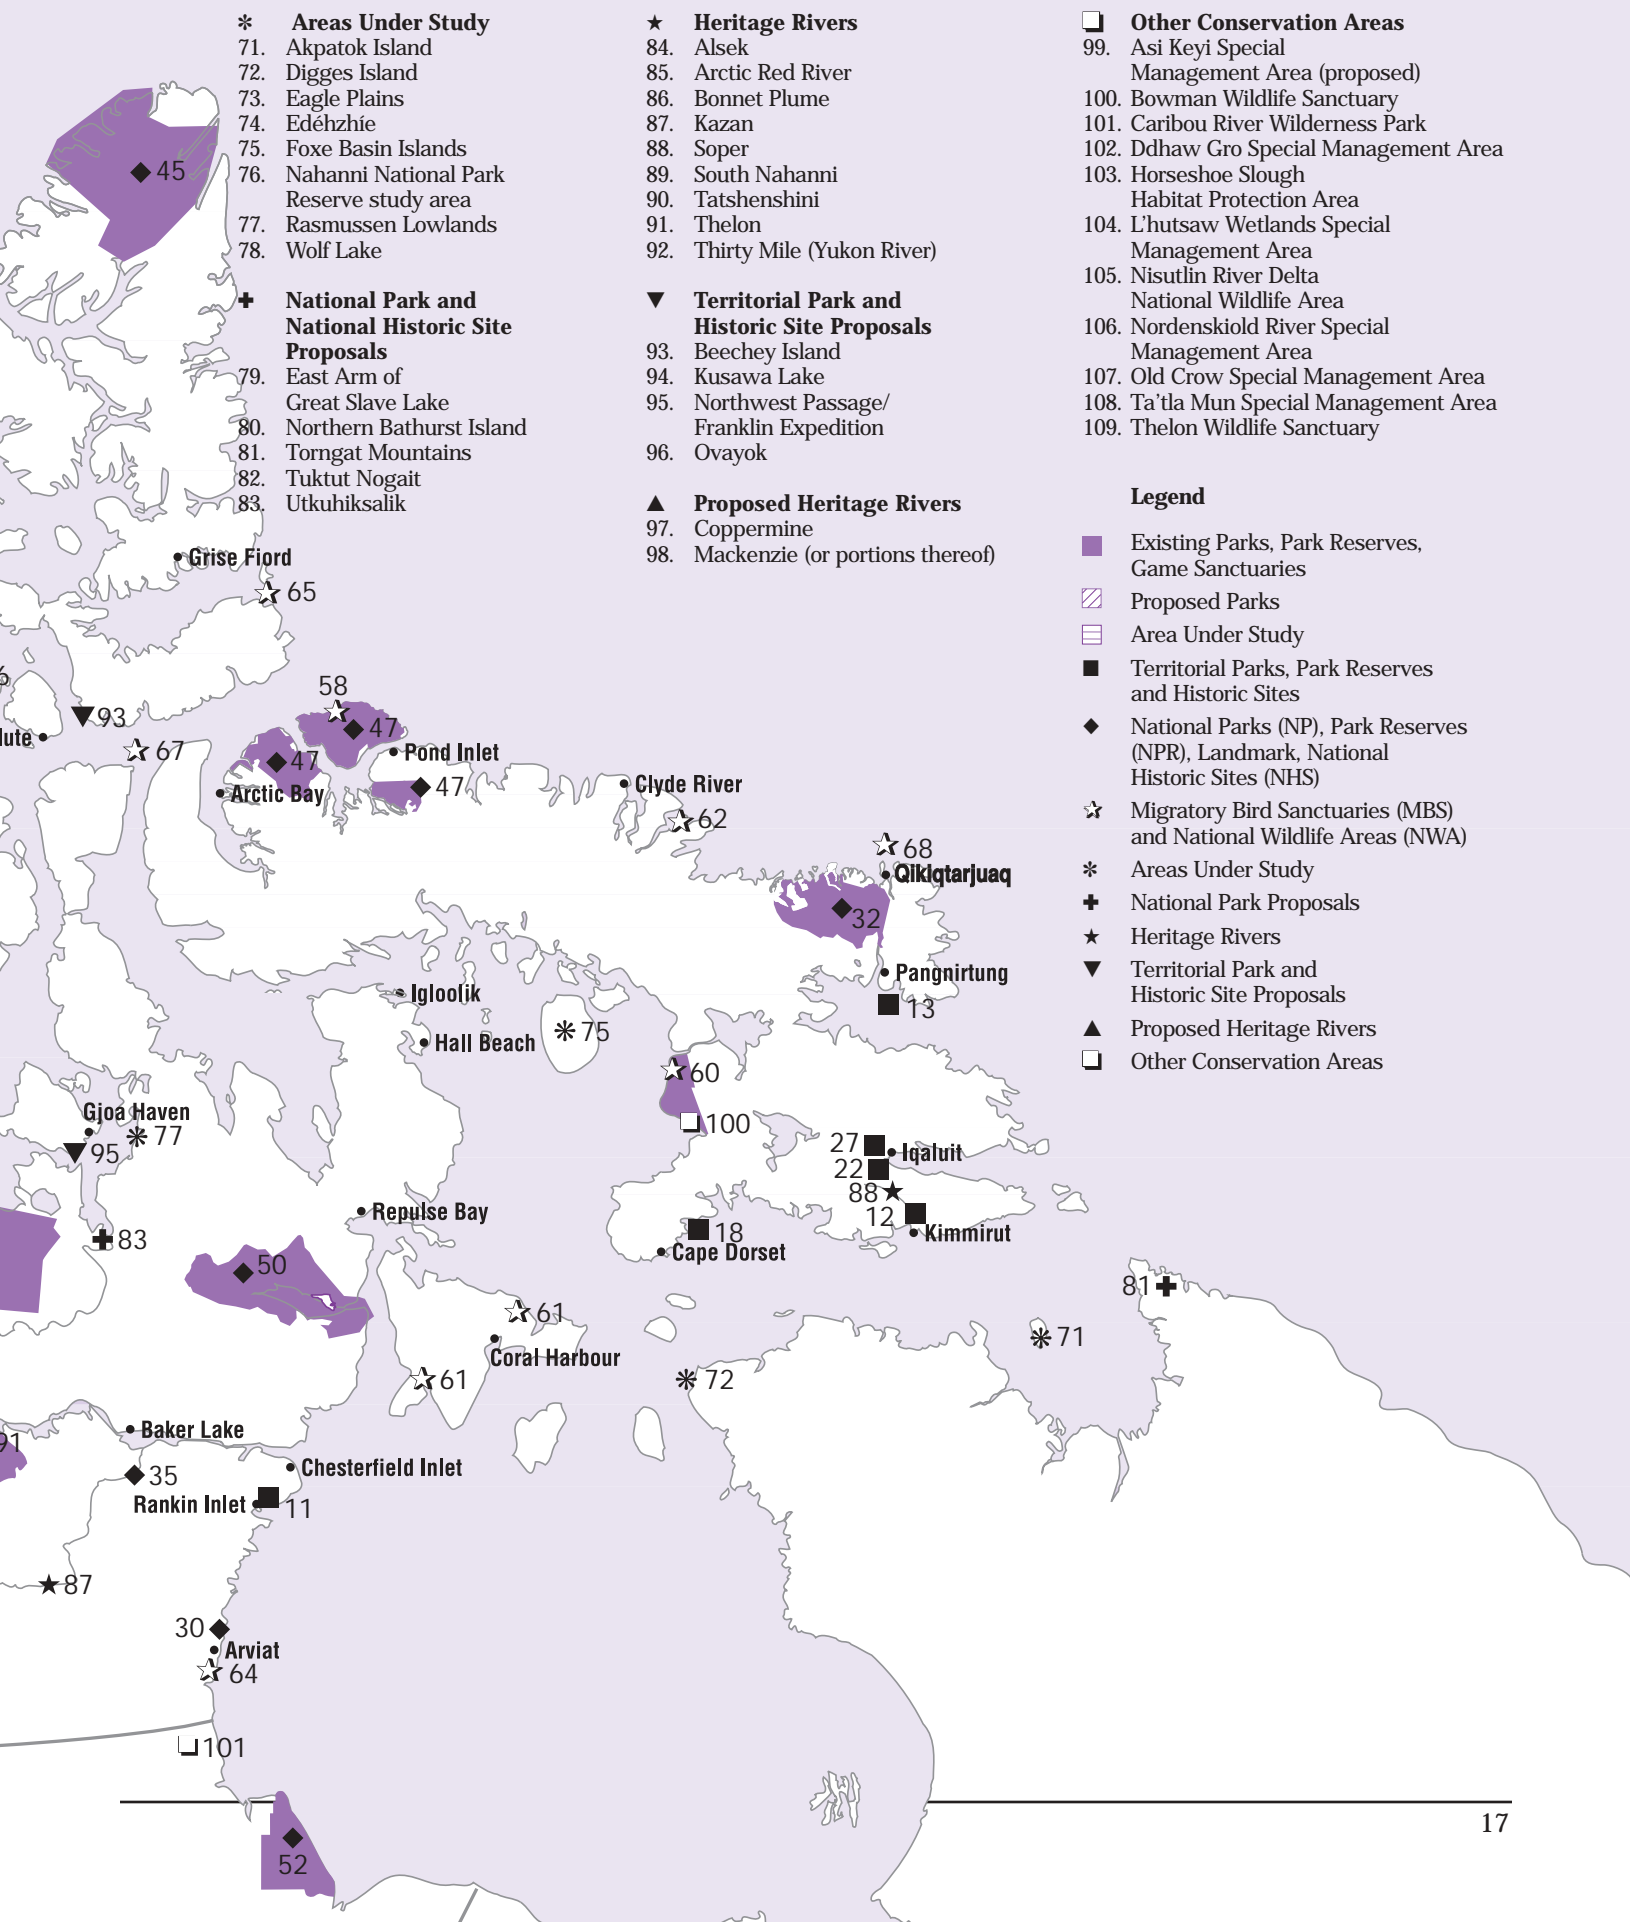 ✻ Areas Under Study
71. Akpatok Island
72. Digges Island
73. Eagle Plains
74. Edéhzhíe
75. Foxe Basin Islands
76. Nahanni National Park
Reserve study area
77. Rasmussen Lowlands
78. Wolf Lake
✚ National Park and
National Historic Site
Proposals
79. East Arm of
Great Slave Lake
80. Northern Bathurst Island
81. Torngat Mountains
82. Tuktut Nogait
83. Utkuhiksalik
★ Heritage Rivers
84. Alsek
85. Arctic Red River
86. Bonnet Plume
87. Kazan
88. Soper
89. South Nahanni
90. Tatshenshini
91. Thelon
92. Thirty Mile (Yukon River)
▼ Territorial Park and
Historic Site Proposals
93. Beechey Island
94. Kusawa Lake
95. Northwest Passage/
Franklin Expedition
96. Ovayok
▲ Proposed Heritage Rivers
97. Coppermine
98. Mackenzie (or portions thereof)
❑ Other Conservation Areas
99. Asi Keyi Special
Management Area (proposed)
100. Bowman Wildlife Sanctuary
101. Caribou River Wilderness Park
102. Ddhaw Gro Special Management Area
103. Horseshoe Slough
Habitat Protection Area
104. L'hutsaw Wetlands Special
Management Area
105. Nisutlin River Delta
National Wildlife Area
106. Nordenskiold River Special
Management Area
107. Old Crow Special Management Area
108. Ta'tla Mun Special Management Area
109. Thelon Wildlife Sanctuary
Legend
Existing Parks, Park Reserves,
Game Sanctuaries
Proposed Parks
Area Under Study
Territorial Parks, Park Reserves
and Historic Sites
National Parks (NP), Park Reserves
(NPR), Landmark, National
Historic Sites (NHS)
Migratory Bird Sanctuaries (MBS)
and National Wildlife Areas (NWA)
Areas Under Study
National Park Proposals
Heritage Rivers
Territorial Park and
Historic Site Proposals
Proposed Heritage Rivers
Other Conservation Areas
45
Grise Fiord
65
58
93
47
lute
67
Pond Inlet
47
47
Arctic Bay
Clyde River
62
68
Qikiqtarjuaq
32
Pangnirtung
13
Igloolik
75
Hall Beach
60
Gjoa Haven
77
100
95
27
Iqaluit
22
88
12
Kimmirut
Repulse Bay
18
83
Cape Dorset
50
81
61
71
Coral Harbour
61
72
Baker Lake
91
Chesterfield Inlet
35
Rankin Inlet
11
87
30
Arviat
64
101
52
17